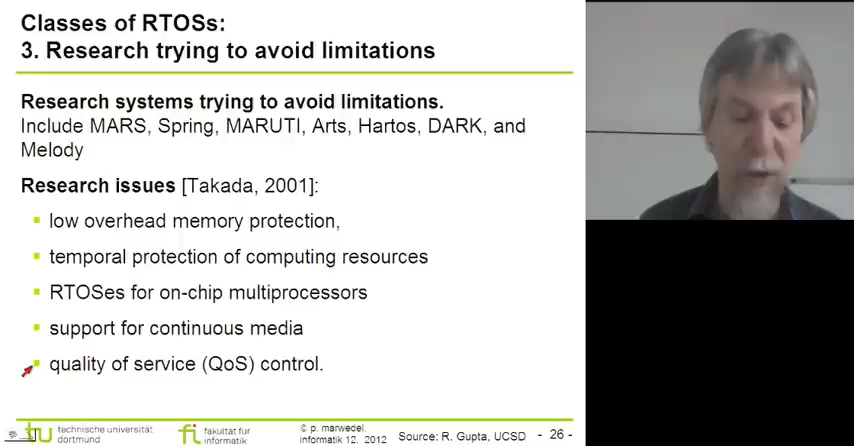 Classes of RTOSs:
3. Research trying to avoid limitations
Research systems trying to avoid limitations.
Include MARS, Spring, MARUTI, Arts, Hartos, DARK, and
Melody
Research issues [Takada, 2001]:
low overhead memory protection,
temporal protection of computing resources
RTOSes for on-chip multiprocessors
support for continuous media
quality of service (QoS) control.
tu technische universität
dortmund
fi fakultät für
informatik
© p. marwedel.
informatik 12. 2012
Source: R. Gupta, UCSD
- 26 -